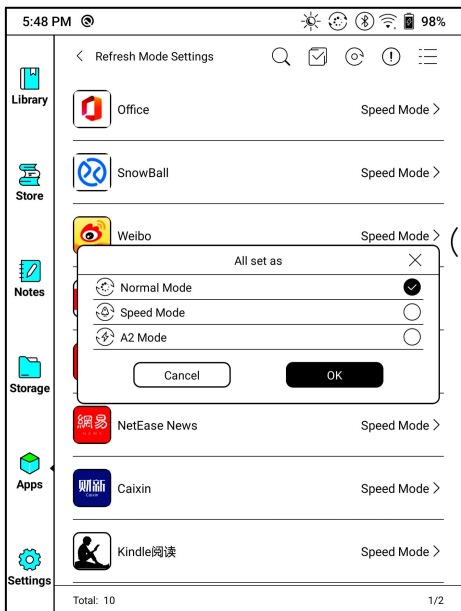 5:48 PM
98%
Refresh Mode Settings
Library
Store
Notes
Storage
Apps
Settings
Office
Speed Mode
SnowBall
Speed Mode
Weibo
Speed Mode
All set as
Normal Mode
Speed Mode
A2 Mode
Cancel
OK
網易
NEWS
NetEase News
Speed Mode
财新
Caixin
Caixin
Speed Mode
Kindle阅读
Speed Mode
Total: 10
1/2